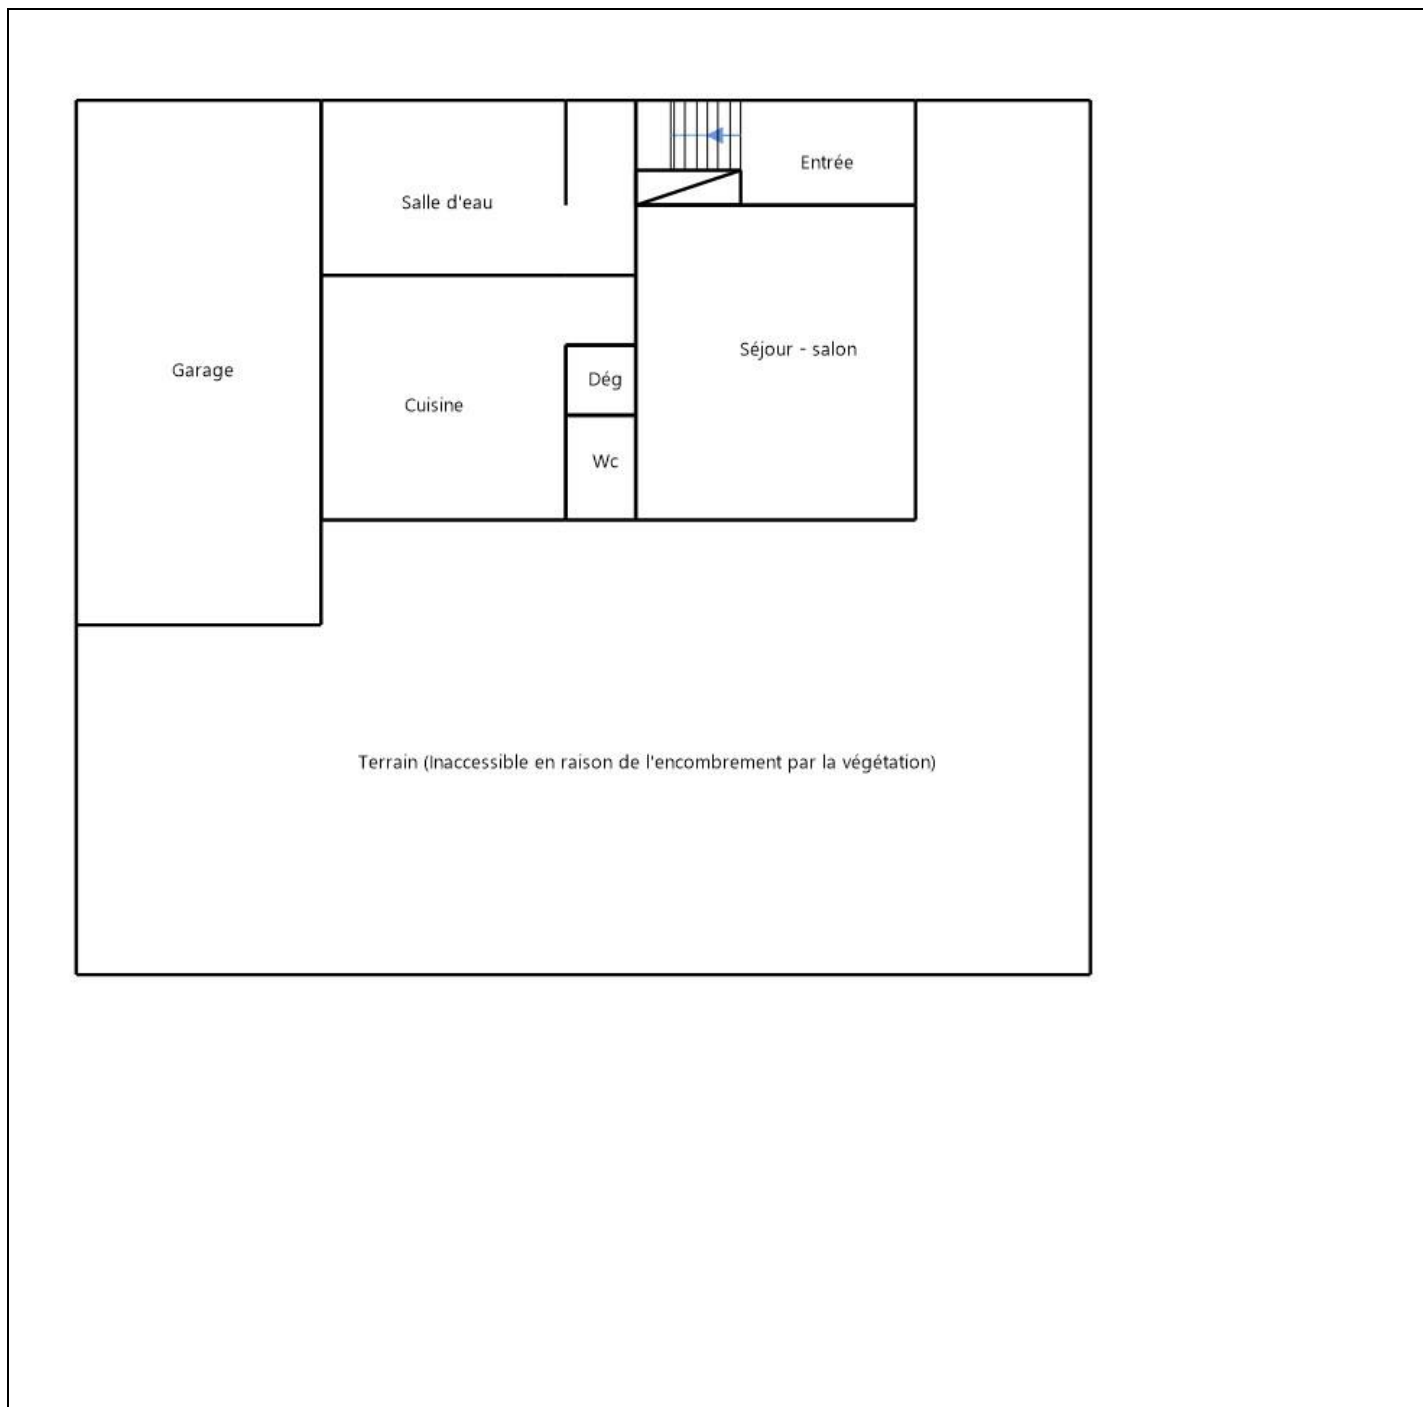 Entrée
Salle d'eau
Séjour - salon
Garage
Dég
Cuisine
Wc
Terrain (Inaccessible en raison de l'encombrement par la végétation)